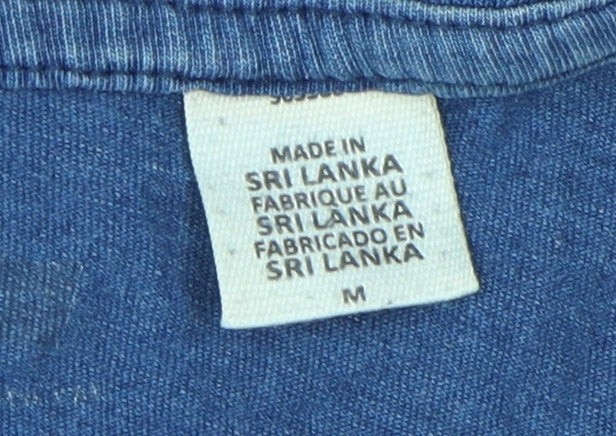 MADE IN
SRI LANKA
FABRIQUE AU
SRI LANKA
FABRICADO EN
SRI LANKA
M